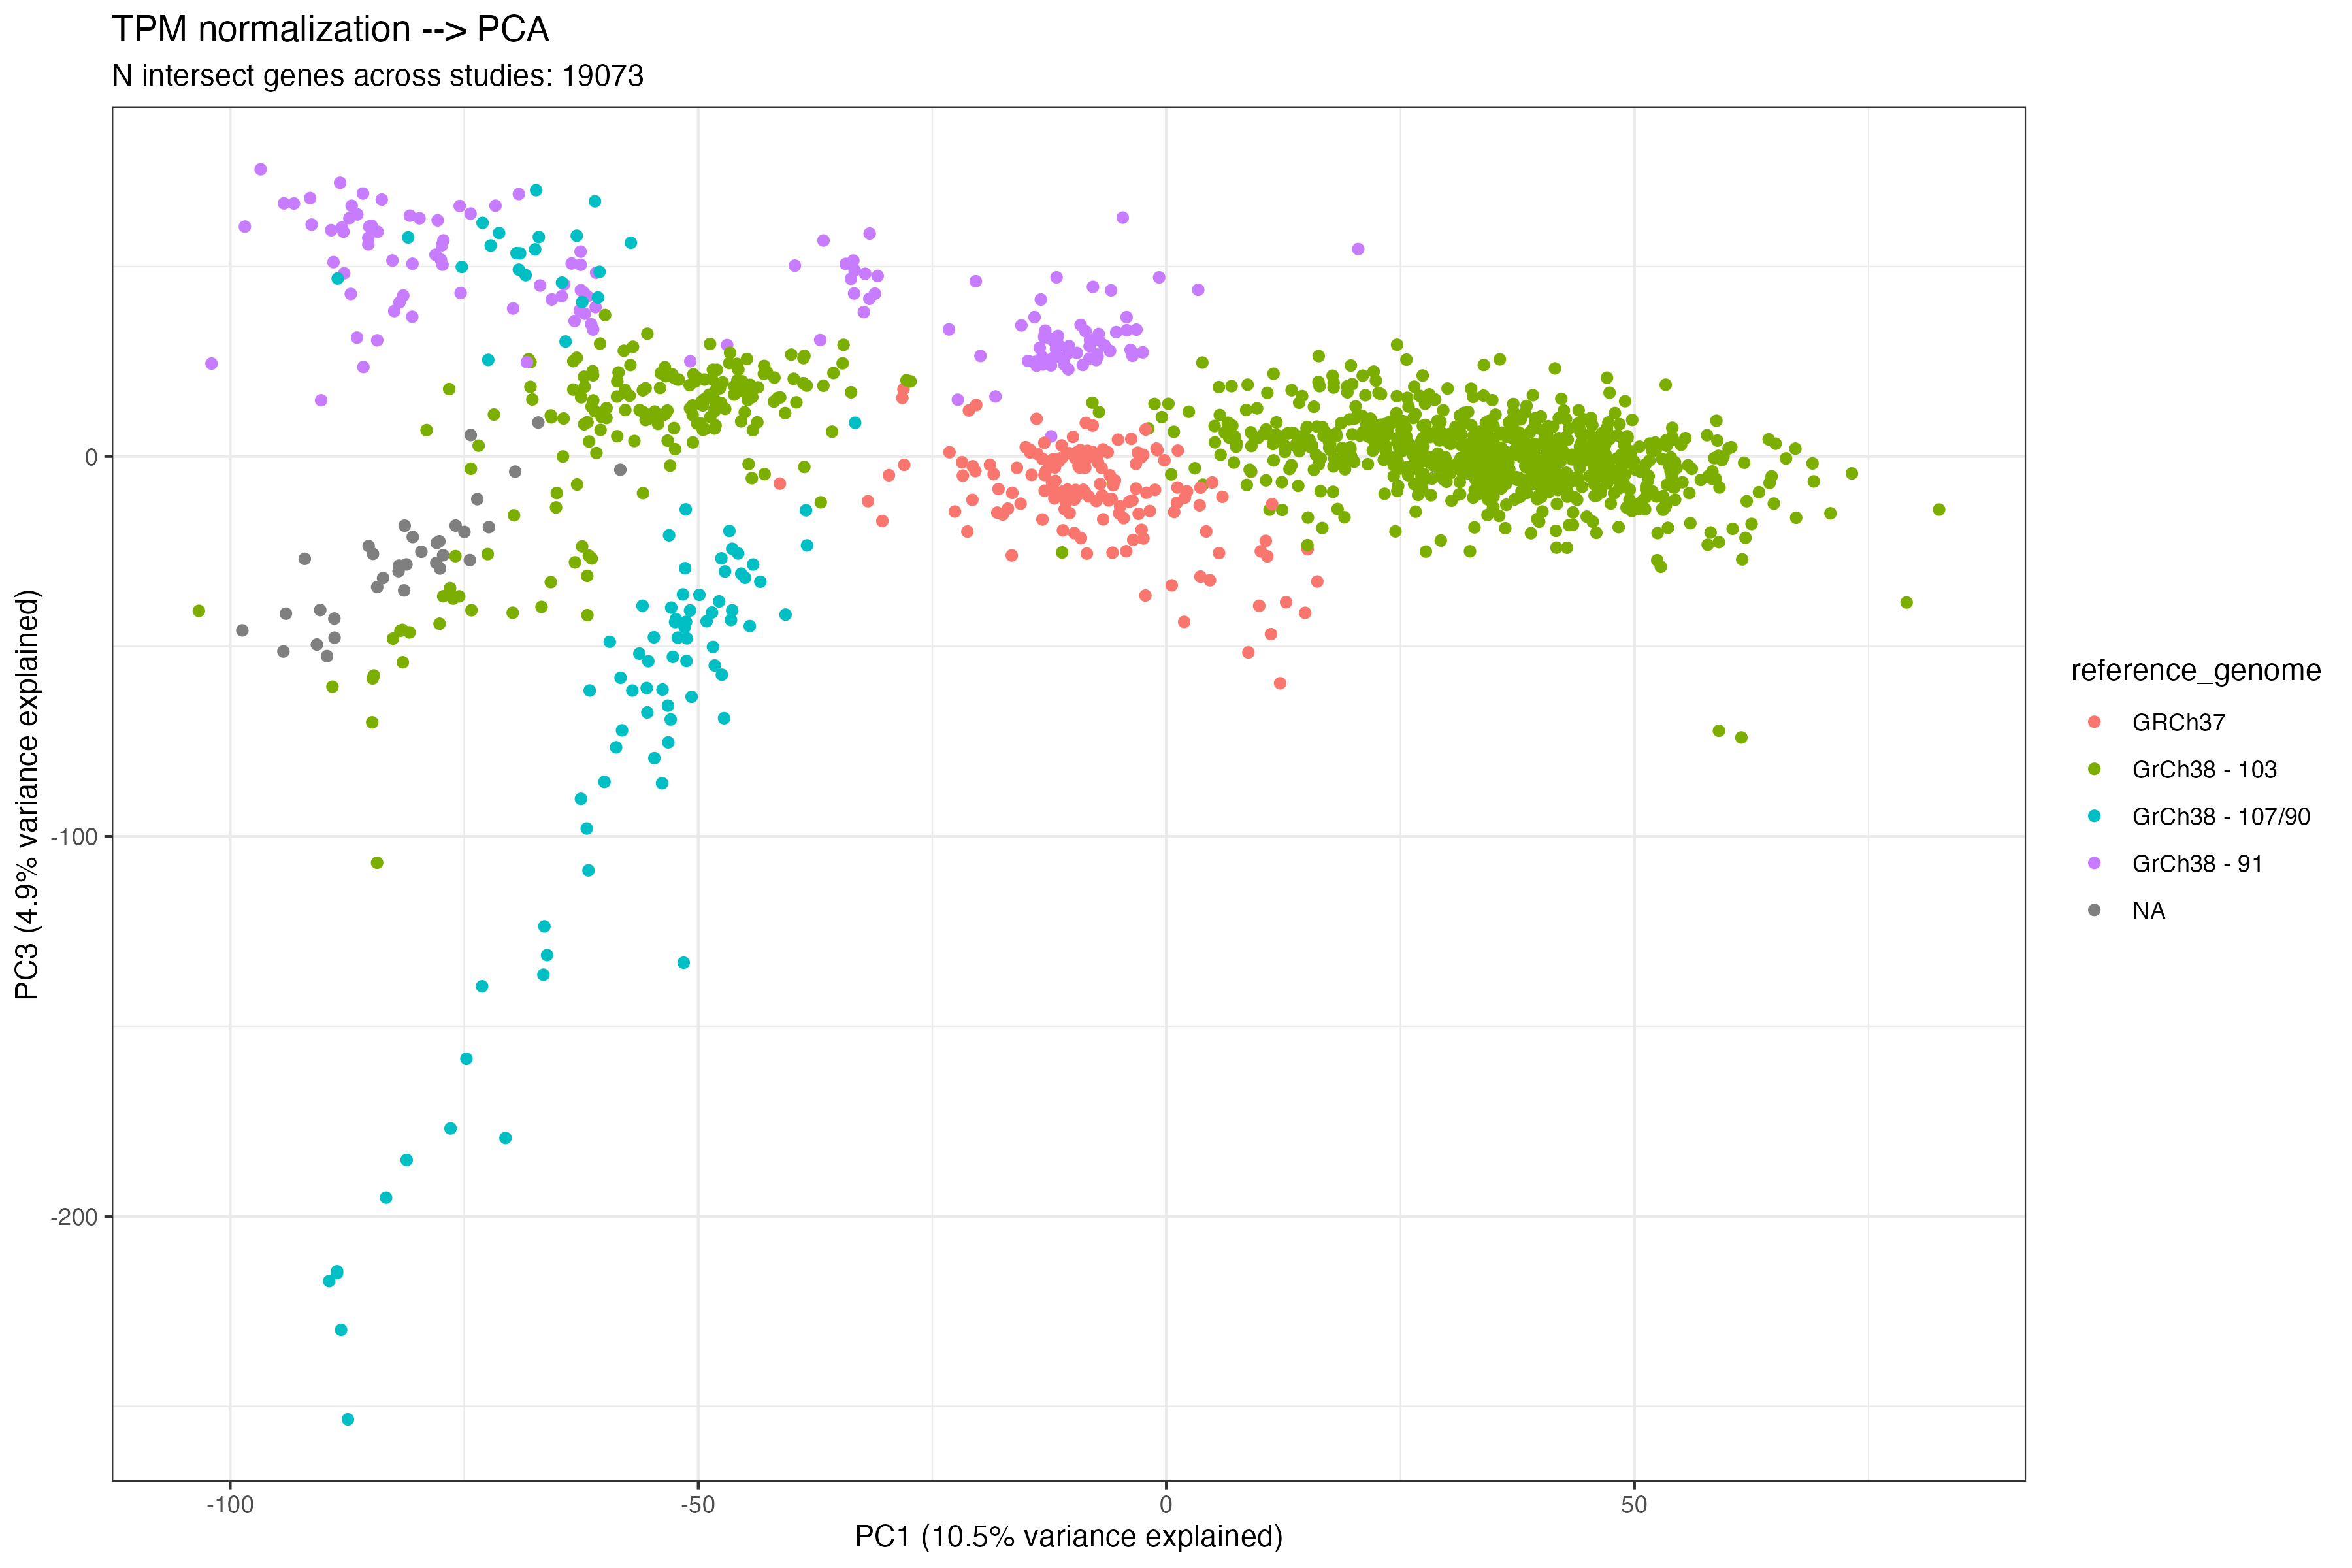 TPM normalization --> PCA
N intersect genes across studies: 19073
PC3 (4.9% variance explained)
0
-100
-200
-100
-50
0
50
PC1 (10.5% variance explained)
reference_genome
GRCh37
GrCh38 - 103
GrCh38 - 107/90
GrCh38 - 91
NA